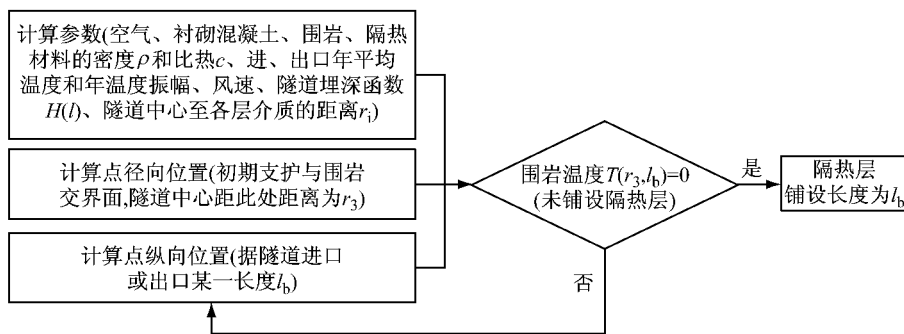 计算参数(空气、衬砌混凝土、围岩、隔热
材料的密度ρ和比热c、进、出口年平均
温度和年温度振幅、风速、隧道埋深函数
H(l)、隧道中心至各层介质的距离ri)
计算点径向位置(初期支护与围岩
交界面,隧道中心距此处距离为r3)
计算点纵向位置(据隧道进口
或出口某一长度lb)
围岩温度T(r3,lb)=0
(未铺设隔热层)
是
否
隔热层
铺设长度为lb